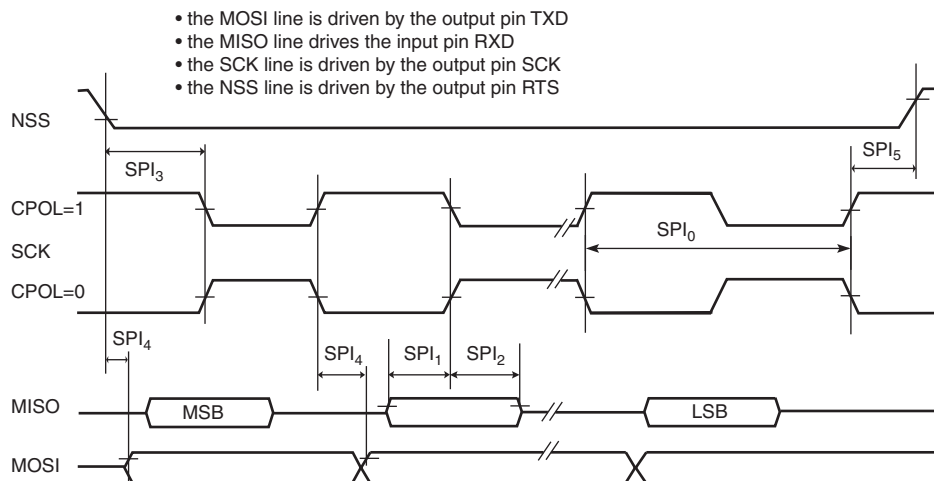 • the MOSI line is driven by the output pin TXD
• the MISO line drives the input pin RXD
• the SCK line is driven by the output pin SCK
• the NSS line is driven by the output pin RTS
NSS
SPI3
SPI5
CPOL=1
SCK
SPI0
CPOL=0
SPI4
SPI4
SPI1
SPI2
MISO
MSB
LSB
MOSI